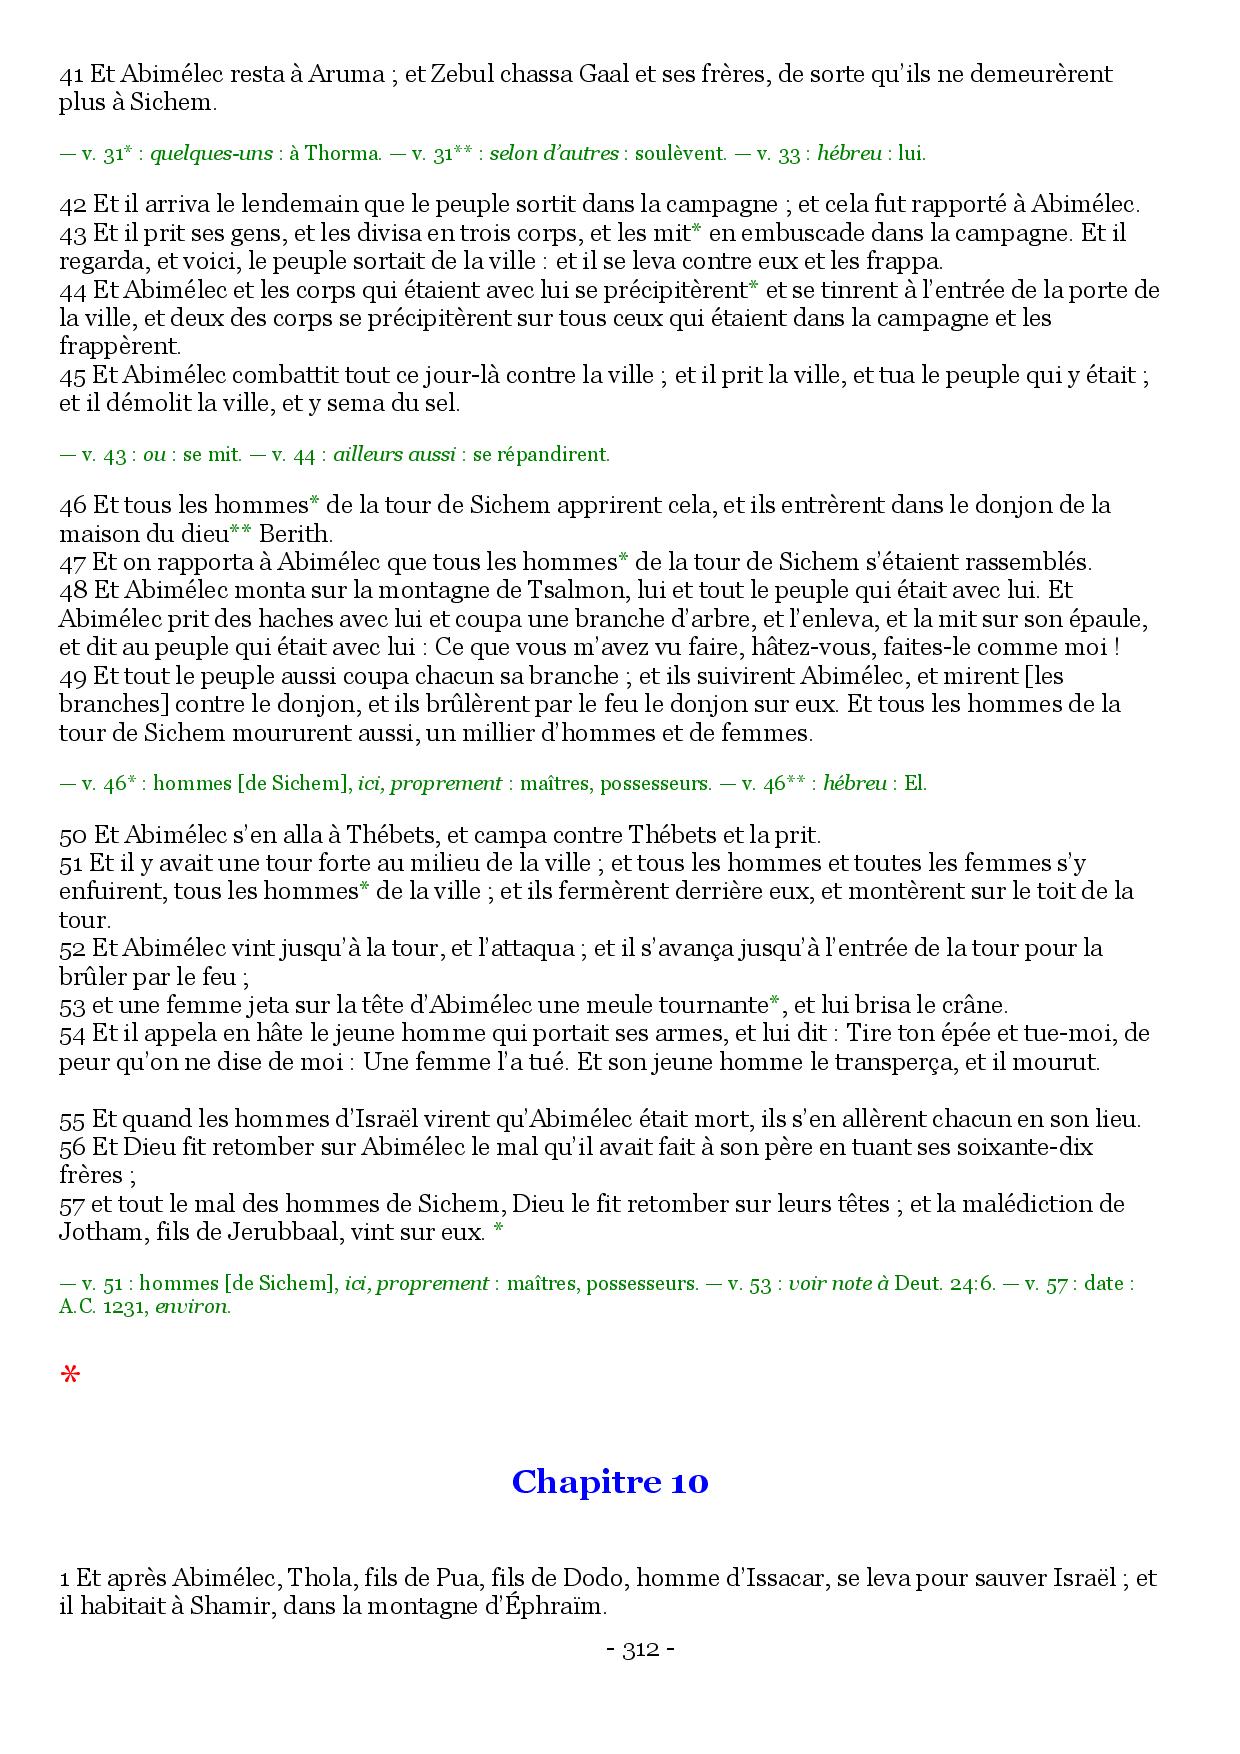 41 Et Abimélec resta à Aruma ; et Zebul chassa Gaal et ses frères, de sorte qu’ils ne demeurèrent
plus à Sichem.
— v. 31* : quelques-uns : à Thorma. — v. 31** : selon d’autres : soulèvent. — v. 33 : hébreu : lui.
42 Et il arriva le lendemain que le peuple sortit dans la campagne ; et cela fut rapporté à Abimélec.
43 Et il prit ses gens, et les divisa en trois corps, et les mit* en embuscade dans la campagne. Et il
regarda, et voici, le peuple sortait de la ville : et il se leva contre eux et les frappa.
44 Et Abimélec et les corps qui étaient avec lui se précipitèrent* et se tinrent à l’entrée de la porte de
la ville, et deux des corps se précipitèrent sur tous ceux qui étaient dans la campagne et les
frappèrent.
45 Et Abimélec combattit tout ce jour-là contre la ville ; et il prit la ville, et tua le peuple qui y était ;
et il démolit la ville, et y sema du sel.
— v. 43 : ou : se mit. — v. 44 : ailleurs aussi : se répandirent.
46 Et tous les hommes* de la tour de Sichem apprirent cela, et ils entrèrent dans le donjon de la
maison du dieu** Berith.
47 Et on rapporta à Abimélec que tous les hommes* de la tour de Sichem s’étaient rassemblés.
48 Et Abimélec monta sur la montagne de Tsalmon, lui et tout le peuple qui était avec lui. Et
Abimélec prit des haches avec lui et coupa une branche d’arbre, et l’enleva, et la mit sur son épaule,
et dit au peuple qui était avec lui : Ce que vous m’avez vu faire, hâtez-vous, faites-le comme moi !
49 Et tout le peuple aussi coupa chacun sa branche ; et ils suivirent Abimélec, et mirent [les
branches] contre le donjon, et ils brûlèrent par le feu le donjon sur eux. Et tous les hommes de la
tour de Sichem moururent aussi, un millier d’hommes et de femmes.
— v. 46* : hommes [de Sichem], ici, proprement : maîtres, possesseurs. — v. 46** : hébreu : El.
50 Et Abimélec s’en alla à Thébets, et campa contre Thébets et la prit.
51 Et il y avait une tour forte au milieu de la ville ; et tous les hommes et toutes les femmes s’y
enfuirent, tous les hommes* de la ville ; et ils fermèrent derrière eux, et montèrent sur le toit de la
tour.
52 Et Abimélec vint jusqu’à la tour, et l’attaqua ; et il s’avança jusqu’à l’entrée de la tour pour la
brûler par le feu ;
53 et une femme jeta sur la tête d’Abimélec une meule tournante*, et lui brisa le crâne.
54 Et il appela en hâte le jeune homme qui portait ses armes, et lui dit : Tire ton épée et tue-moi, de
peur qu’on ne dise de moi : Une femme l’a tué. Et son jeune homme le transperça, et il mourut.
55 Et quand les hommes d’Israël virent qu’Abimélec était mort, ils s’en allèrent chacun en son lieu.
56 Et Dieu fit retomber sur Abimélec le mal qu’il avait fait à son père en tuant ses soixante-dix
frères ;
57 et tout le mal des hommes de Sichem, Dieu le fit retomber sur leurs têtes ; et la malédiction de
Jotham, fils de Jerubbaal, vint sur eux. *
— v. 51 : hommes [de Sichem], ici, proprement : maîtres, possesseurs. — v. 53 : voir note à Deut. 24:6. — v. 57 : date :
A.C. 1231, environ.
*
Chapitre 10
1 Et après Abimélec, Thola, fils de Pua, fils de Dodo, homme d’Issacar, se leva pour sauver Israël ; et
il habitait à Shamir, dans la montagne d’Éphraïm.
- 312 -